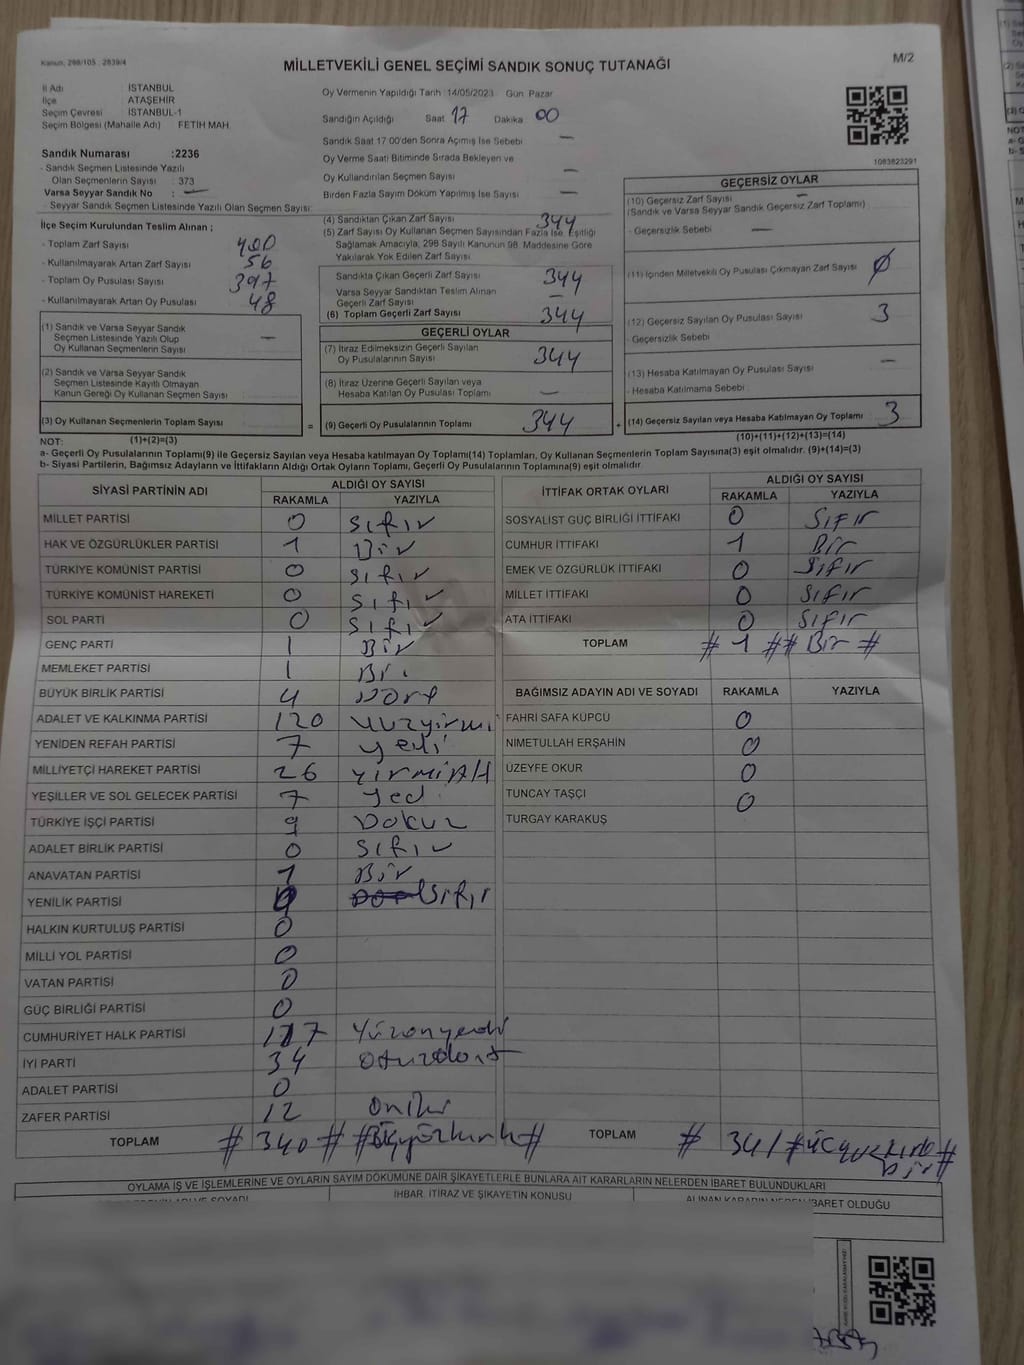 Kanun, 298/105 , 2839/4
M/2
MİLLETVEKİLİ GENEL SEÇİMİ SANDIK SONUÇ TUTANAĞI
İl Adı İSTANBUL
İlçe ATAŞEHİR
Seçim Çevresi İSTANBUL-1
Seçim Bölgesi (Mahalle Adı) FETİH MAH.
Sandık Numarası :2236
- Sandık Seçmen Listesinde Yazılı
Olan Seçmenlerin Sayısı : 373
Varsa Seyyar Sandık No : —
- Seyyar Sandık Seçmen Listesinde Yazılı Olan Seçmen Sayısı:
İlçe Seçim Kurulundan Teslim Alınan ;
- Toplam Zarf Sayısı 400
- Kullanılmayarak Artan Zarf Sayısı 56
- Toplam Oy Pusulası Sayısı 397
- Kullanılmayarak Artan Oy Pusulası 48
(1) Sandık ve Varsa Seyyar Sandık
Seçmen Listesinde Yazılı Olup
Oy Kullanan Seçmenlerin Sayısı —
(2) Sandık ve Varsa Seyyar Sandık
Seçmen Listesinde Kayıtlı Olmayan
Kanun Gereği Oy Kullanan Seçmen Sayısı —
(3) Oy Kullanan Seçmenlerin Toplam Sayısı
(1)+(2)=(3)
Oy Vermenin Yapıldığı Tarih :14/05/2023 Gün Pazar
Sandığın Açıldığı Saat 17 Dakika 00
Sandık Saat 17 00'den Sonra Açımış İse Sebebi —
Oy Verme Saati Bitiminde Sırada Bekleyen ve
Oy Kullandırılan Seçmen Sayısı —
Birden Fazla Sayım Döküm Yapılmış İse Sayısı —
(4) Sandıktan Çıkan Zarf Sayısı 344
(5) Zarf Sayısı Oy Kullanan Seçmen Sayısından Fazla İse, Eşitliği
Sağlamak Amacıyla, 298 Sayılı Kanunun 98. Maddesine Göre
Yakılarak Yok Edilen Zarf Sayısı
Sandıkta Çıkan Geçerli Zarf Sayısı 344
Varsa Seyyar Sandıktan Teslim Alınan
Geçerli Zarf Sayısı —
(6) Toplam Geçerli Zarf Sayısı 344
GEÇERLİ OYLAR
(7) İtiraz Edilmeksizin Geçerli Sayılan
Oy Pusulalarının Sayısı 344
(8) İtiraz Üzerine Geçerli Sayılan veya
Hesaba Katılan Oy Pusulası Toplamı —
= (9) Geçerli Oy Pusulalarının Toplamı 344
1083823291
GEÇERSİZ OYLAR
(10) Geçersiz Zarf Sayısı —
(Sandık ve Varsa Seyyar Sandık Geçersiz Zarf Toplamı)
- Geçersizlik Sebebi —
(11) İçinden Milletvekili Oy Pusulası Çıkmayan Zarf Sayısı Ø
(12) Geçersiz Sayılan Oy Pusulası Sayısı 3
- Geçersizlik Sebebi
(13) Hesaba Katılmayan Oy Pusulası Sayısı —
- Hesaba Katılmama Sebebi
+ (14) Geçersiz Sayılan veya Hesaba Katılmayan Oy Toplamı 3
(10)+(11)+(12)+(13)=(14)
NOT:
a- Geçerli Oy Pusulalarının Toplamı(9) ile Geçersiz Sayılan veya Hesaba katılmayan Oy Toplamı(14) Toplamları, Oy Kullanan Seçmenlerin Toplam Sayısına(3) eşit olmalıdır. (9)+(14)=(3)
b- Siyasi Partilerin, Bağımsız Adayların ve İttifakların Aldığı Ortak Oyların Toplamı, Geçerli Oy Pusulalarının Toplamına(9) eşit olmalıdır
SİYASİ PARTİNİN ADI ALDIĞI OY SAYISI
RAKAMLA YAZIYLA
MİLLET PARTİSİ 0 sıfır
HAK VE ÖZGÜRLÜKLER PARTİSİ 1 Bir
TÜRKİYE KOMÜNİST PARTİSİ 0 sıfır
TÜRKİYE KOMÜNİST HAREKETİ 0 sıfır
SOL PARTİ 0 sıfır
GENÇ PARTİ 1 Bir
MEMLEKET PARTİSİ 1 Bir
BÜYÜK BİRLİK PARTİSİ 4 Dört
ADALET VE KALKINMA PARTİSİ 120 yüzyirmi
YENİDEN REFAH PARTİSİ 7 yedi
MİLLİYETÇİ HAREKET PARTİSİ 26 yirmiAltı
YEŞİLLER VE SOL GELECEK PARTİSİ 7 yedi
TÜRKİYE İŞÇİ PARTİSİ 9 Dokuz
ADALET BİRLİK PARTİSİ 0 sıfır
ANAVATAN PARTİSİ 1 Bir
YENİLİK PARTİSİ 0 sıfır
HALKIN KURTULUŞ PARTİSİ 0
MİLLİ YOL PARTİSİ 0
VATAN PARTİSİ 0
GÜÇ BİRLİĞİ PARTİSİ 0
CUMHURİYET HALK PARTİSİ 117 Yüzonyedi
İYİ PARTİ 34 otuzdört
ADALET PARTİSİ 0
ZAFER PARTİSİ 12 oniki
TOPLAM # 340 # # Üçyüzkırk #
İTTİFAK ORTAK OYLARI ALDIĞI OY SAYISI
RAKAMLA YAZIYLA
SOSYALİST GÜÇ BİRLİĞİ İTTİFAKI 0 Sıfır
CUMHUR İTTİFAKI 1 Bir
EMEK VE ÖZGÜRLÜK İTTİFAKI 0 Sıfır
MİLLET İTTİFAKI 0 Sıfır
ATA İTTİFAKI 0 Sıfır
TOPLAM # 1 # # Bir #
BAĞIMSIZ ADAYIN ADI VE SOYADI RAKAMLA YAZIYLA
FAHRİ SAFA KÜPCÜ 0
NİMETULLAH ERŞAHİN 0
ÜZEYFE OKUR 0
TUNCAY TAŞÇI 0
TURGAY KARAKUŞ
TOPLAM # 341 # üçyüzkırk
bir #
OYLAMA İŞ VE İŞLEMLERİNE VE OYLARIN SAYIM DÖKÜMÜNE DAİR ŞİKAYETLERLE BUNLARA AİT KARARLARIN NELERDEN İBARET BULUNDUKLARI
İHBAR, İTİRAZ VE ŞİKAYETİN KONUSU
ALINAN KARARIN NEDEN İBARET OLDUĞU